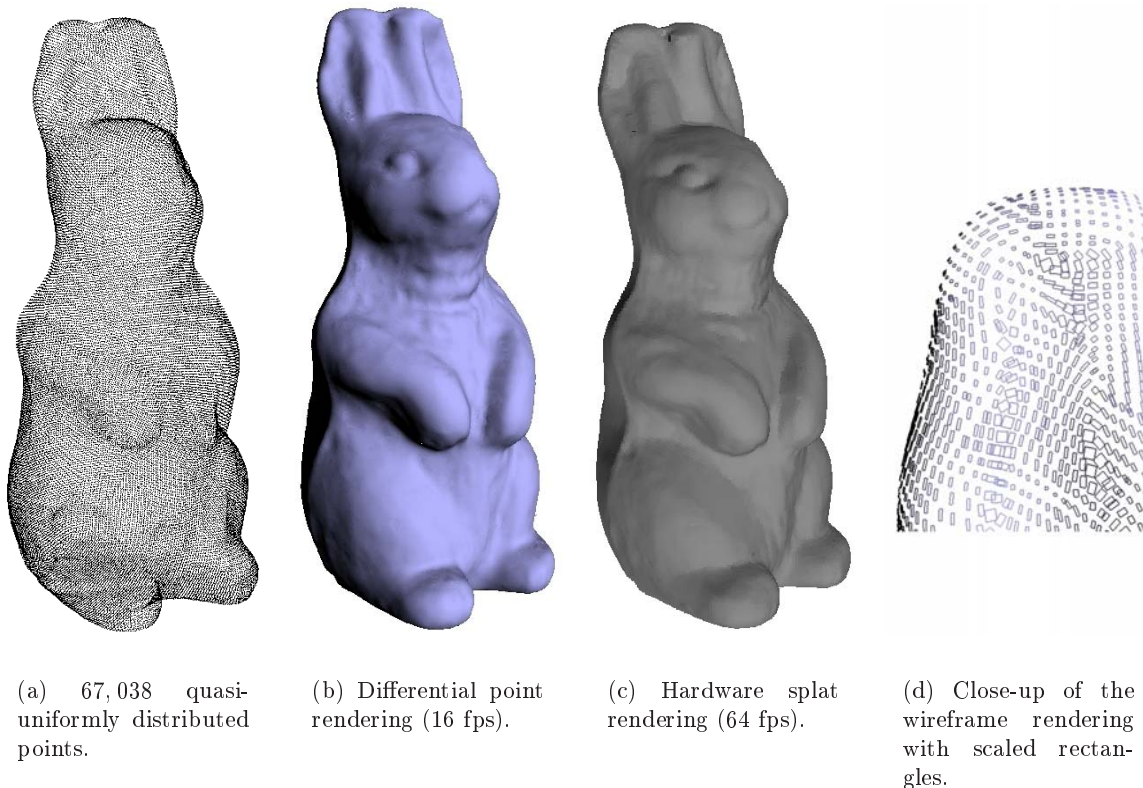 (a) 67, 038 quasi-
uniformly distributed
points.
(b) Differential point
rendering (16 fps).
(c) Hardware splat
rendering (64 fps).
(d) Close-up of the
wireframe rendering
with scaled rectan-
gles.